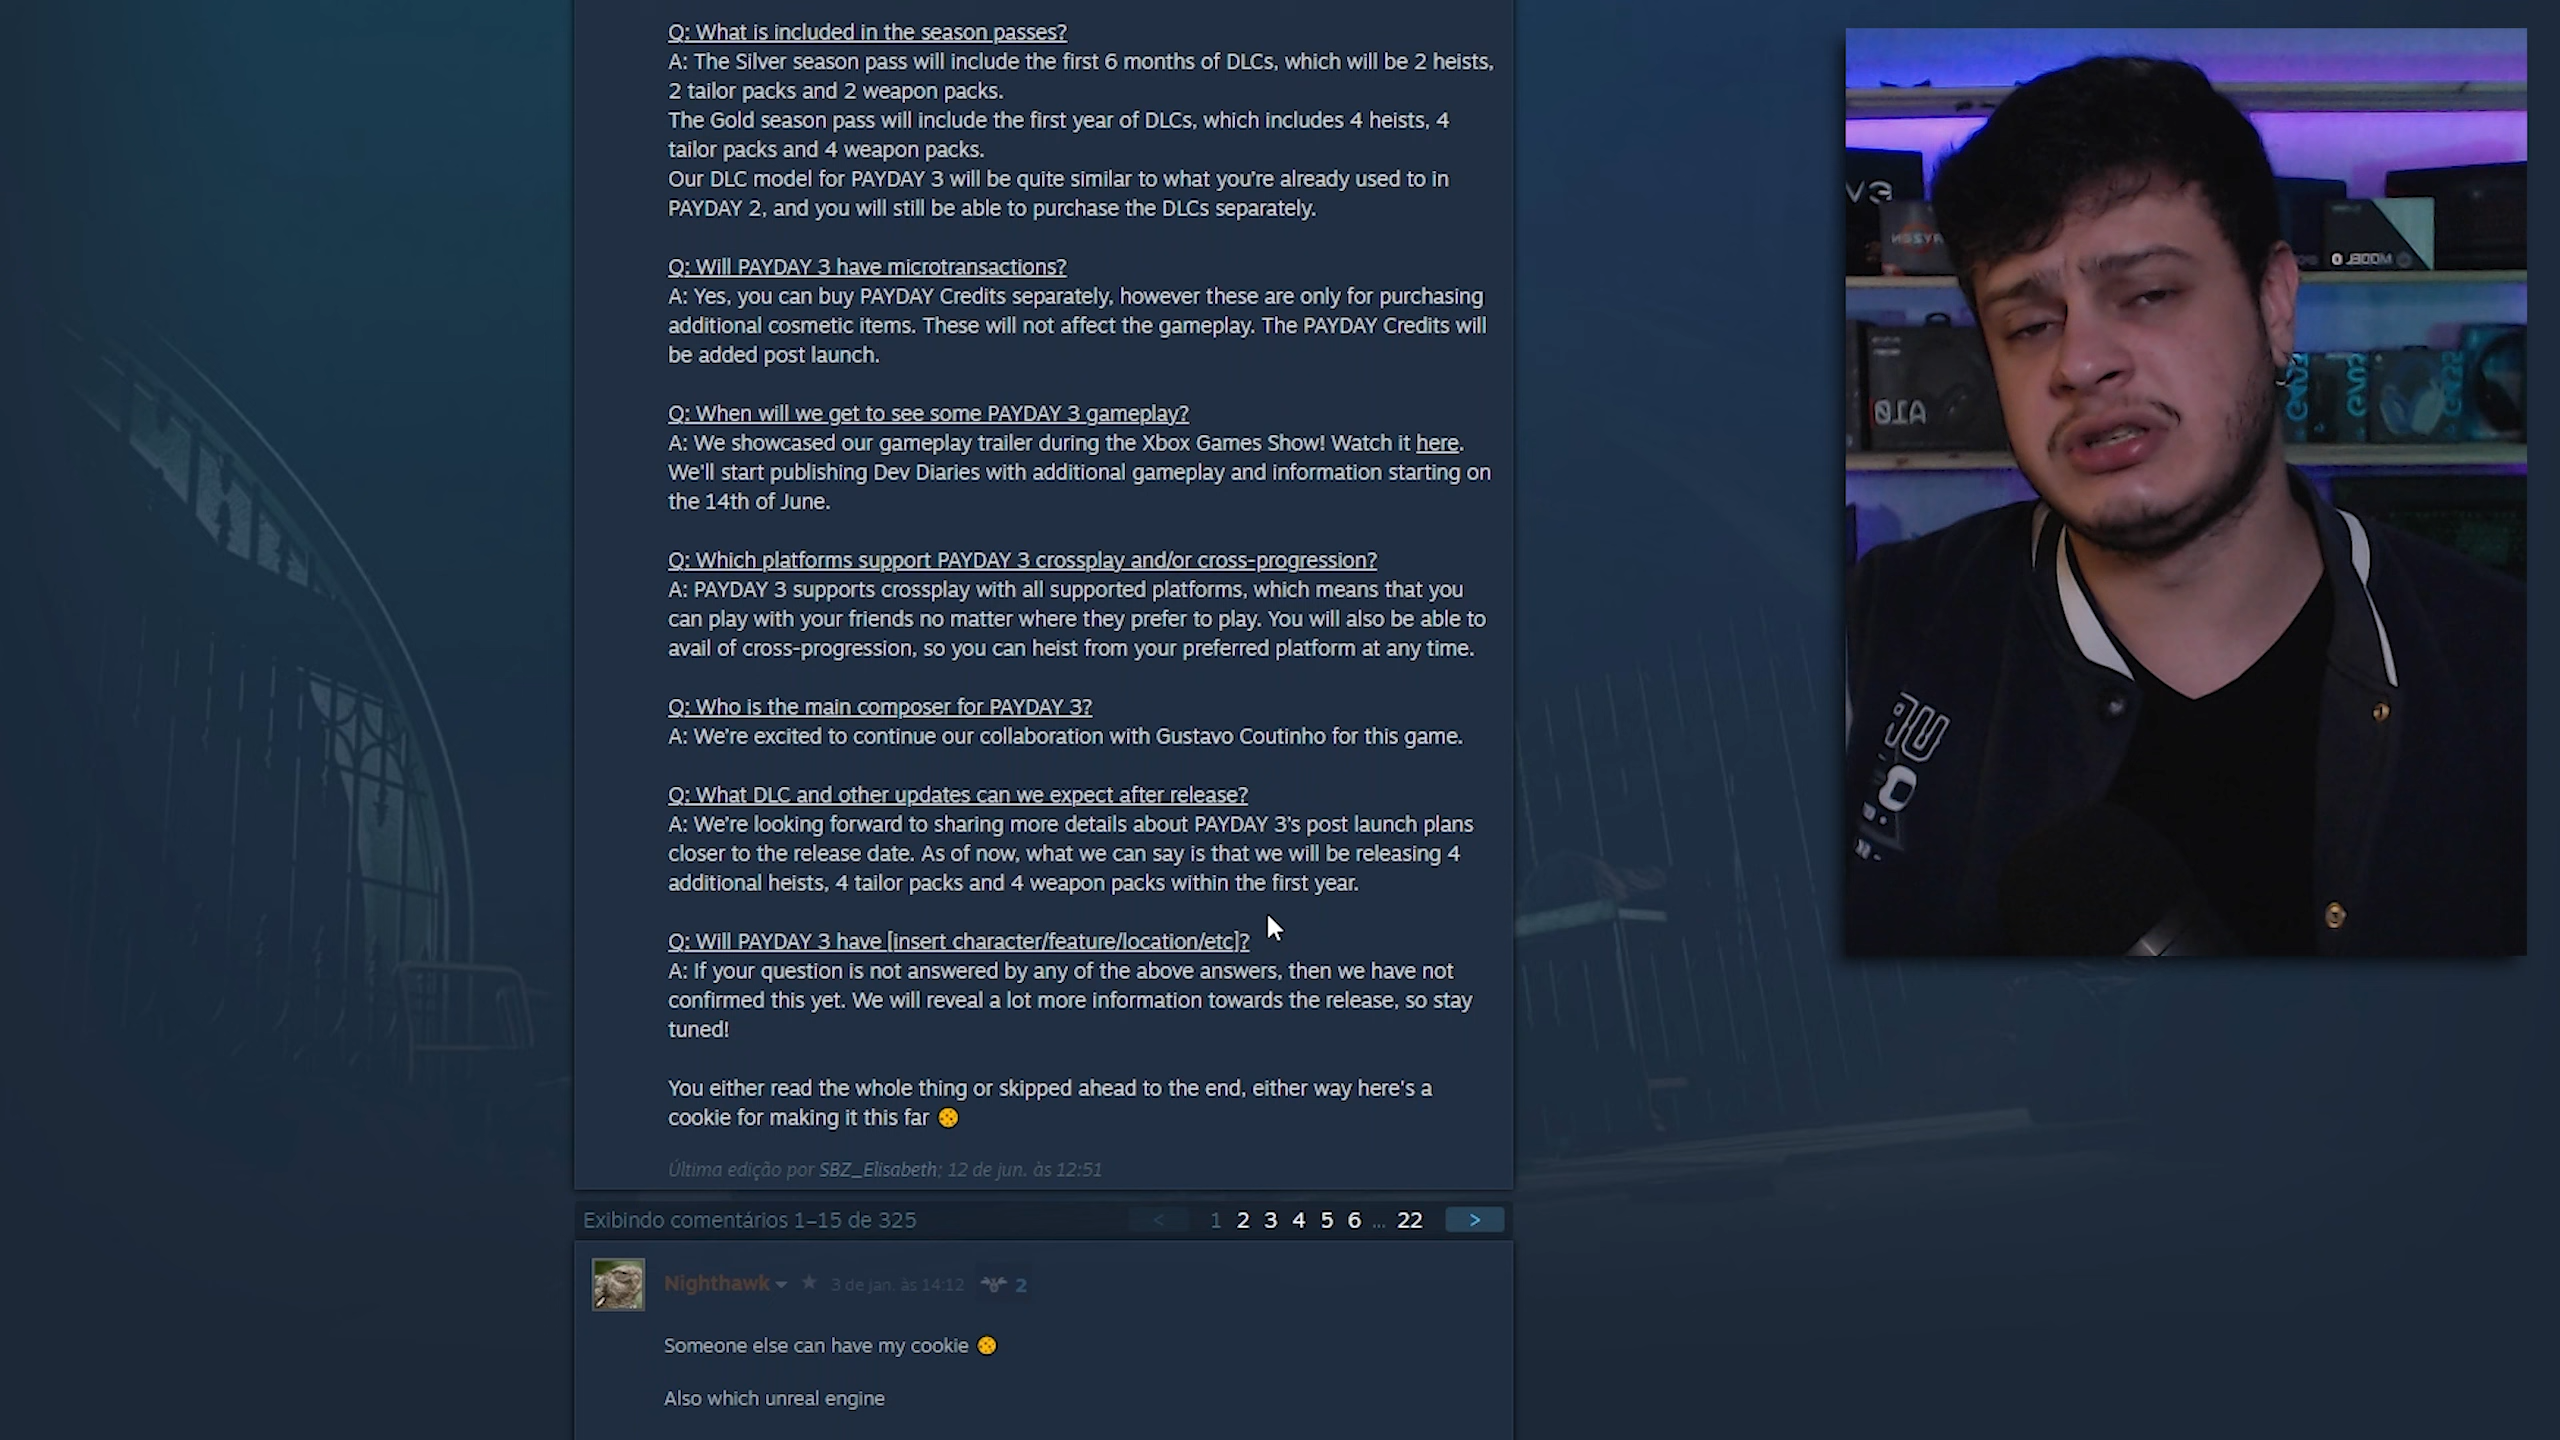 Q: What is included in the season passes?
A: The Silver season pass will include the first 6 months of DLCs, which will be 2 heists,
2 tailor packs and 2 weapon packs.
The Gold season pass will include the first year of DLCs, which includes 4 heists, 4
tailor packs and 4 weapon packs.
Our DLC model for PAYDAY 3 will be quite similar to what you're already used to in
PAYDAY 2, and you will still be able to purchase the DLCs separately.
Q: Will PAYDAY 3 have microtransactions?
A: Yes, you can buy PAYDAY Credits separately, however these are only for purchasing
additional cosmetic items. These will not affect the gameplay. The PAYDAY Credits will
be added post launch.
Q: When will we get to see some PAYDAY 3 gameplay?
A: We showcased our gameplay trailer during the Xbox Games Show! Watch it here.
We'll start publishing Dev Diaries with additional gameplay and information starting on
the 14th of June.
Q: Which platforms support PAYDAY 3 crossplay and/or cross-progression?
A: PAYDAY 3 supports crossplay with all supported platforms, which means that you
can play with your friends no matter where they prefer to play. You will also be able to
avail of cross-progression, so you can heist from your preferred platform at any time.
Q: Who is the main composer for PAYDAY 3?
A: We're excited to continue our collaboration with Gustavo Coutinho for this game.
Q: What DLC and other updates can we expect after release?
A: We're looking forward to sharing more details about PAYDAY 3's post launch plans
closer to the release date. As of now, what we can say is that we will be releasing 4
additional heists, 4 tailor packs and 4 weapon packs within the first year.
Q: Will PAYDAY 3 have [insert character/feature/location/etc]?
A: If your question is not answered by any of the above answers, then we have not
confirmed this yet. We will reveal a lot more information towards the release, so stay
tuned!
You either read the whole thing or skipped ahead to the end, either way here's a
cookie for making it this far
Última edição por SBZ_Elisabeth; 12 de jun. às 12:51
Exibindo comentários 1–15 de 325
< 1 2 3 4 5 6 ... 22 >
Nighthawk 3 de jan. às 14:12 2
Someone else can have my cookie
Also which unreal engine
RYZEN
MODEL O
A10